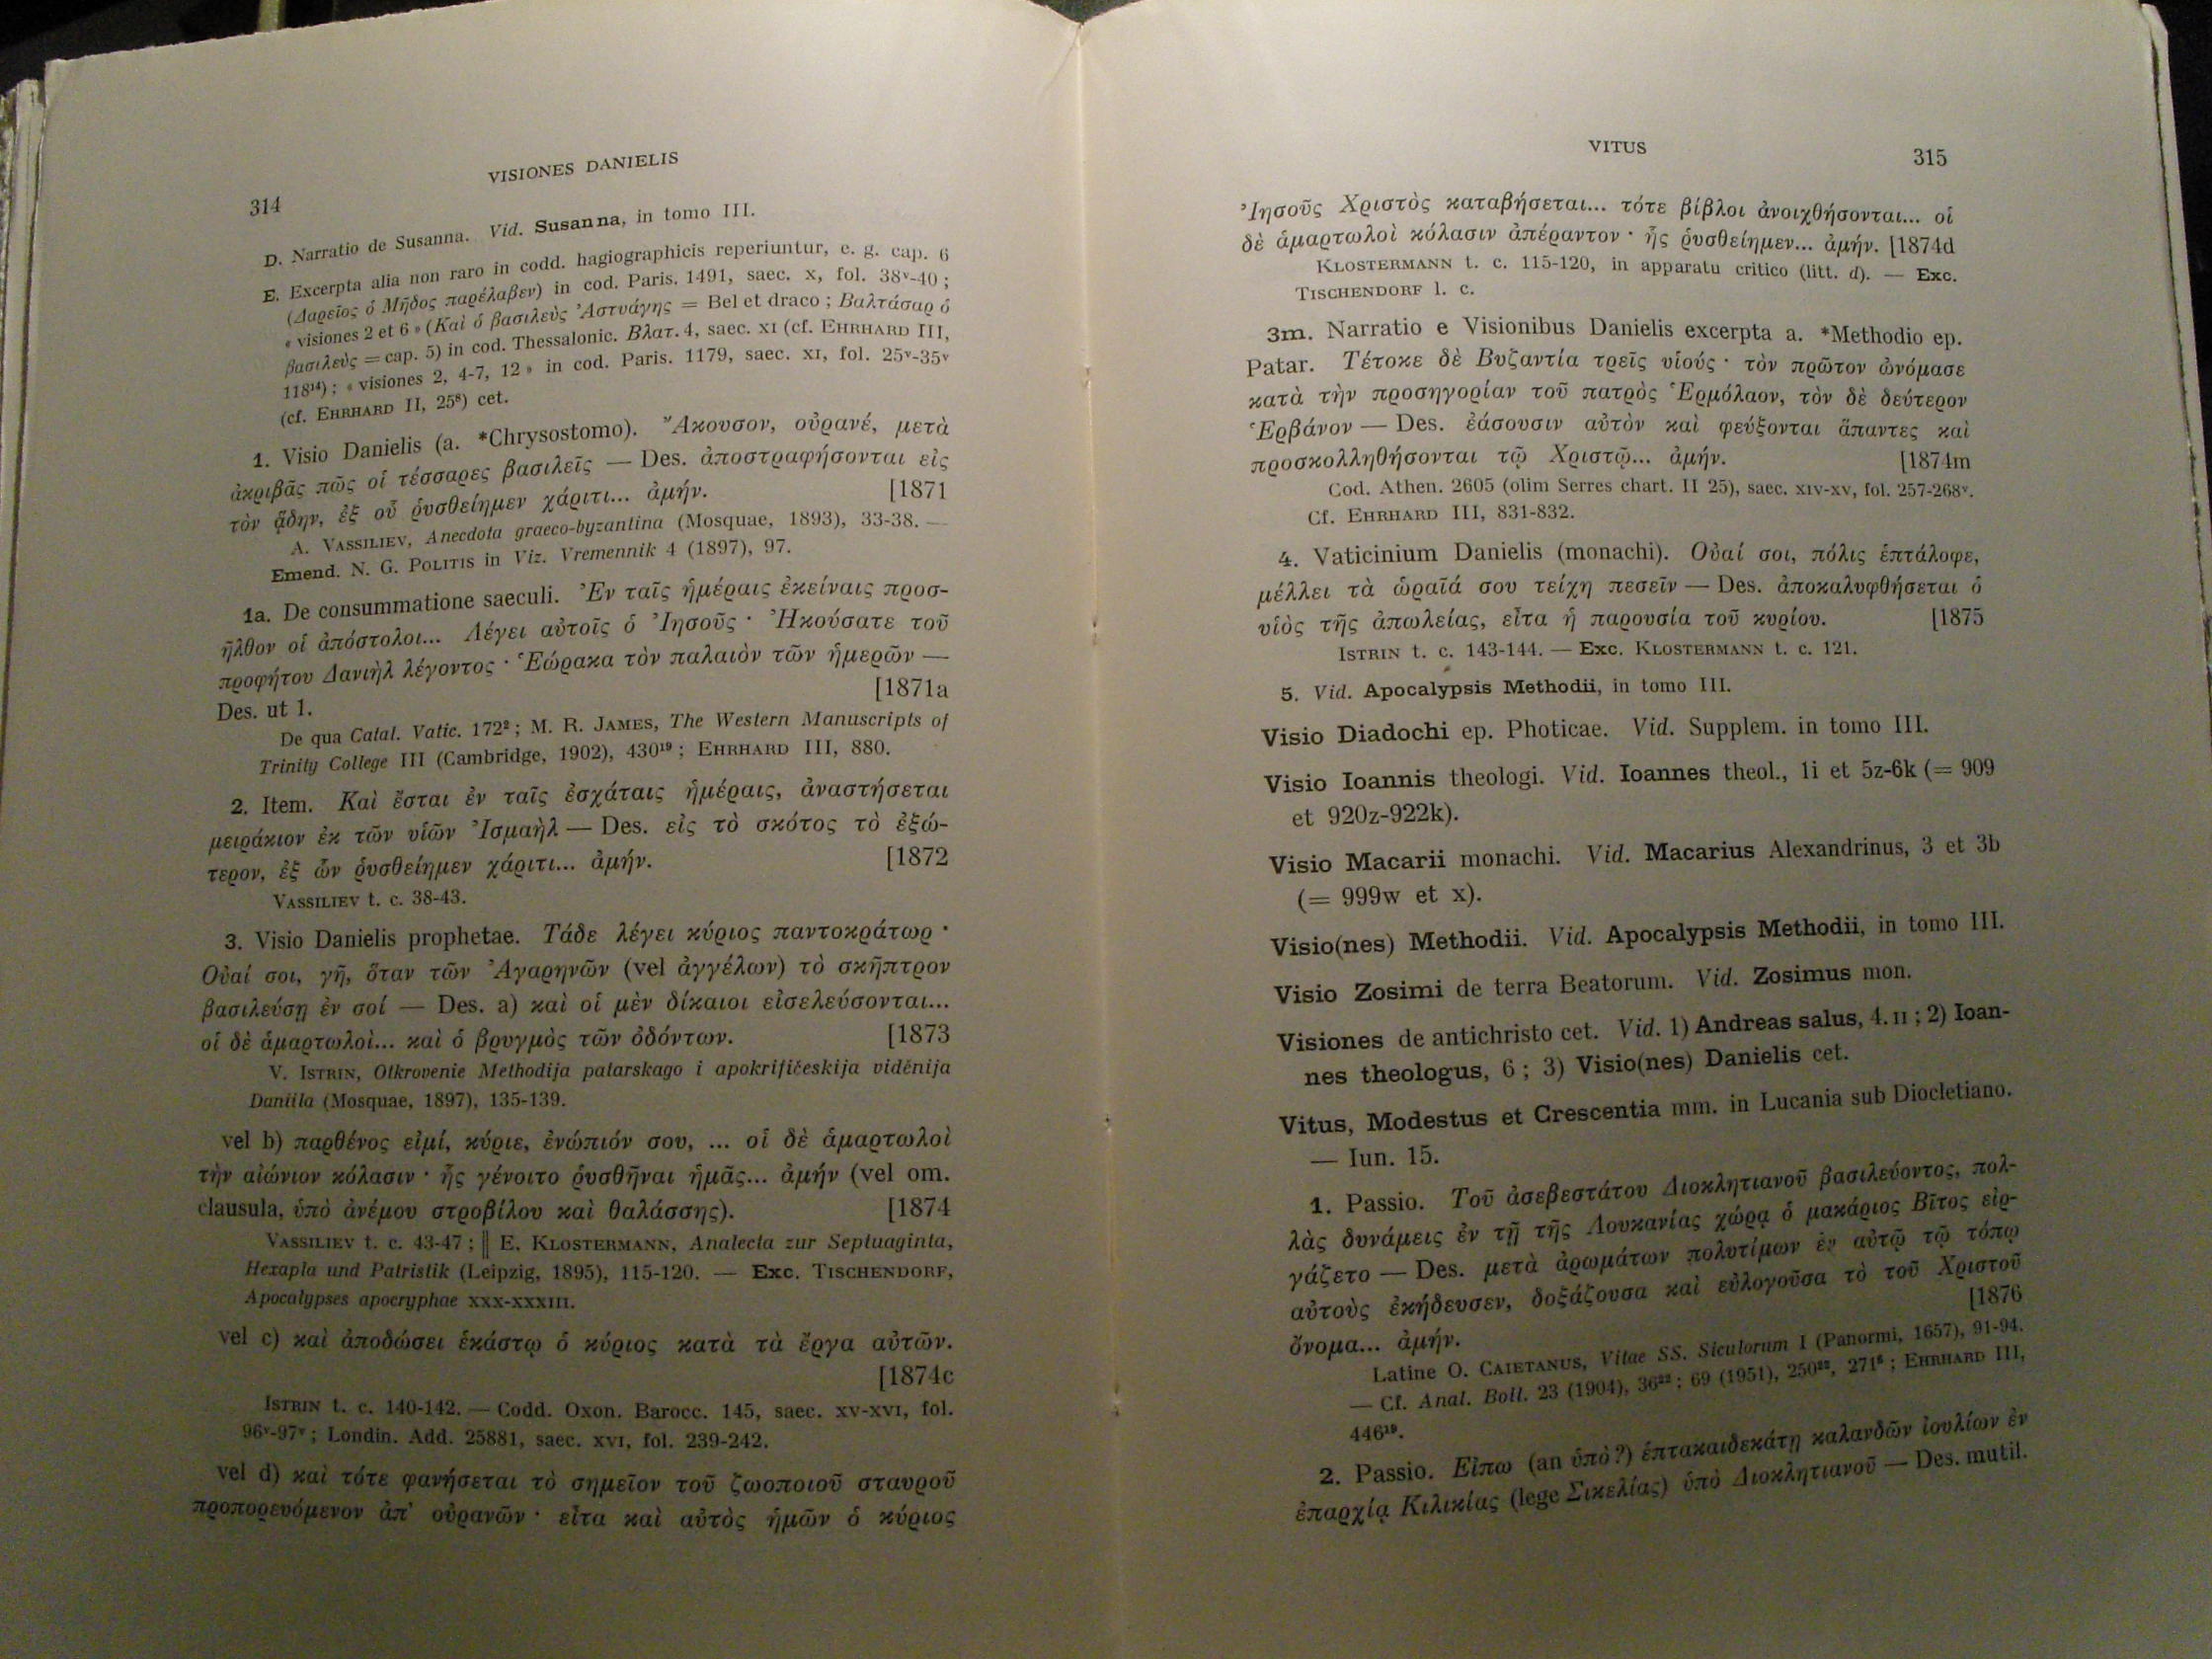 314
VISIONES DANIELIS
D. Narratio de Susanna. Vid. Susanna, in tomo III.
E. Excerpta alia non raro in codd. hagiographicis reperiuntur, e. g. cap. 6
(Δαρεῖος ὁ Μῆδος παρέλαβεν) in cod. Paris. 1491, saec. x, fol. 38ᵛ-40 ;
« visiones 2 et 6 » (Καὶ ὁ βασιλεὺς Ἀστυάγης = Bel et draco ; Βαλτάσαρ ὁ
βασιλεὺς = cap. 5) in cod. Thessalonic. Βλατ. 4, saec. XI (cf. EHRHARD III,
118¹⁴) ; « visiones 2, 4-7, 12 » in cod. Paris. 1179, saec. XI, fol. 25ᵛ-35ᵛ
(cf. EHRHARD II, 25⁸) cet.
1. Visio Danielis (a. *Chrysostomo). Ἄκουσον, οὐρανέ, μετὰ
ἀκριβᾶς πῶς οἱ τέσσαρες βασιλεῖς — Des. ἀποστραφήσονται εἰς
τὸν ᾅδην, ἐξ οὗ ῥυσθείημεν χάριτι... ἀμήν. [1871
A. VASSILIEV, Anecdota graeco-byzantina (Mosquae, 1893), 33-38. —
Emend. N. G. POLITIS in Viz. Vremennik 4 (1897), 97.
1a. De consummatione saeculi. Ἐν ταῖς ἡμέραις ἐκείναις προσ-
ῆλθον οἱ ἀπόστολοι... Λέγει αὐτοῖς ὁ Ἰησοῦς · Ἠκούσατε τοῦ
προφήτου Δανιὴλ λέγοντος · Ἑώρακα τὸν παλαιὸν τῶν ἡμερῶν —
Des. ut 1. [1871a
De qua Catal. Vatic. 172² ; M. R. JAMES, The Western Manuscripts of
Trinity College III (Cambridge, 1902), 430¹⁹ ; EHRHARD III, 880.
2. Item. Καὶ ἔσται ἐν ταῖς ἐσχάταις ἡμέραις, ἀναστήσεται
μειράκιον ἐκ τῶν υἱῶν Ἰσμαὴλ — Des. εἰς τὸ σκότος τὸ ἐξώ-
τερον, ἐξ ὧν ῥυσθείημεν χάριτι... ἀμήν. [1872
VASSILIEV t. c. 38-43.
3. Visio Danielis prophetae. Τάδε λέγει κύριος παντοκράτωρ ·
Οὐαί σοι, γῆ, ὅταν τῶν Ἀγαρηνῶν (vel ἀγγέλων) τὸ σκῆπτρον
βασιλεύσῃ ἐν σοί — Des. a) καὶ οἱ μὲν δίκαιοι εἰσελεύσονται...
οἱ δὲ ἁμαρτωλοὶ... καὶ ὁ βρυγμὸς τῶν ὀδόντων. [1873
V. ISTRIN, Otkrovenie Methodija patarskago i apokrifičeskija viděnija
Daniila (Mosquae, 1897), 135-139.
vel b) παρθένος εἰμί, κύριε, ἐνώπιόν σου, ... οἱ δὲ ἁμαρτωλοὶ
τὴν αἰώνιον κόλασιν · ἧς γένοιτο ῥυσθῆναι ἡμᾶς... ἀμήν (vel om.
clausula, ὑπὸ ἀνέμου στροβίλου καὶ θαλάσσης). [1874
VASSILIEV t. c. 43-47 ; ‖ E. KLOSTERMANN, Analecta zur Septuaginta,
Hexapla und Patristik (Leipzig, 1895), 115-120. — Exc. TISCHENDORF,
Apocalypses apocryphae XXX-XXXIII.
vel c) καὶ ἀποδώσει ἑκάστῳ ὁ κύριος κατὰ τὰ ἔργα αὐτῶν.
[1874c
ISTRIN t. c. 140-142. — Codd. Oxon. Barocc. 145, saec. XV-XVI, fol.
96ᵛ-97ᵛ ; Londin. Add. 25881, saec. XVI, fol. 239-242.
vel d) καὶ τότε φανήσεται τὸ σημεῖον τοῦ ζωοποιοῦ σταυροῦ
προπορευόμενον ἀπ' οὐρανῶν · εἶτα καὶ αὐτὸς ἡμῶν ὁ κύριος
VITUS
315
Ἰησοῦς Χριστὸς καταβήσεται... τότε βίβλοι ἀνοιχθήσονται... οἱ
δὲ ἁμαρτωλοὶ κόλασιν ἀπέραντον · ἧς ῥυσθείημεν... ἀμήν. [1874d
KLOSTERMANN t. c. 115-120, in apparatu critico (litt. d). — Exc.
TISCHENDORF l. c.
3m. Narratio e Visionibus Danielis excerpta a. *Methodio ep.
Patar. Τέτοκε δὲ Βυζαντία τρεῖς υἱούς · τὸν πρῶτον ὠνόμασε
κατὰ τὴν προσηγορίαν τοῦ πατρὸς Ἑρμόλαον, τὸν δὲ δεύτερον
Ἑρβάνον — Des. ἐάσουσιν αὐτὸν καὶ φεύξονται ἅπαντες καὶ
προσκολληθήσονται τῷ Χριστῷ... ἀμήν. [1874m
Cod. Athen. 2605 (olim Serres chart. II 25), saec. XIV-XV, fol. 257-268ᵛ.
Cf. EHRHARD III, 831-832.
4. Vaticinium Danielis (monachi). Οὐαί σοι, πόλις ἑπτάλοφε,
μέλλει τὰ ὡραῖά σου τείχη πεσεῖν — Des. ἀποκαλυφθήσεται ὁ
υἱὸς τῆς ἀπωλείας, εἶτα ἡ παρουσία τοῦ κυρίου. [1875
ISTRIN t. c. 143-144. — Exc. KLOSTERMANN t. c. 121.
5. Vid. Apocalypsis Methodii, in tomo III.
Visio Diadochi ep. Photicae. Vid. Supplem. in tomo III.
Visio Ioannis theologi. Vid. Ioannes theol., 1i et 5z-6k (= 909
et 920z-922k).
Visio Macarii monachi. Vid. Macarius Alexandrinus, 3 et 3b
(= 999w et x).
Visio(nes) Methodii. Vid. Apocalypsis Methodii, in tomo III.
Visio Zosimi de terra Beatorum. Vid. Zosimus mon.
Visiones de antichristo cet. Vid. 1) Andreas salus, 4. II ; 2) Ioan-
nes theologus, 6 ; 3) Visio(nes) Danielis cet.
Vitus, Modestus et Crescentia mm. in Lucania sub Diocletiano.
— Iun. 15.
1. Passio. Τοῦ ἀσεβεστάτου Διοκλητιανοῦ βασιλεύοντος, πολ-
λὰς δυνάμεις ἐν τῇ τῆς Λουκανίας χώρᾳ ὁ μακάριος Βῖτος εἰρ-
γάζετο — Des. μετὰ ἀρωμάτων πολυτίμων ἐν αὐτῷ τῷ τόπῳ
αὐτοὺς ἐκήδευσεν, δοξάζουσα καὶ εὐλογοῦσα τὸ τοῦ Χριστοῦ
ὄνομα... ἀμήν. [1876
Latine O. CAIETANUS, Vitae SS. Siculorum I (Panormi, 1657), 91-94.
— Cf. Anal. Boll. 23 (1904), 36²² ; 69 (1951), 250²², 271⁵ ; EHRHARD III,
446¹⁹.
2. Passio. Εἴπω (an ὑπὸ?) ἑπτακαιδεκάτῃ καλανδῶν ἰουλίων ἐν
ἐπαρχίᾳ Κιλικίας (lege Σικελίας) ὑπὸ Διοκλητιανοῦ — Des. mutil.